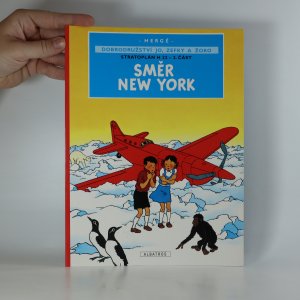 - HERGÉ -
DOBRODRUŽSTVÍ JO, ZEFKY A ŽOKO
STRATOPLÁN H.22 - 2. ČÁST
SMĚR
NEW YORK
ALBATROS